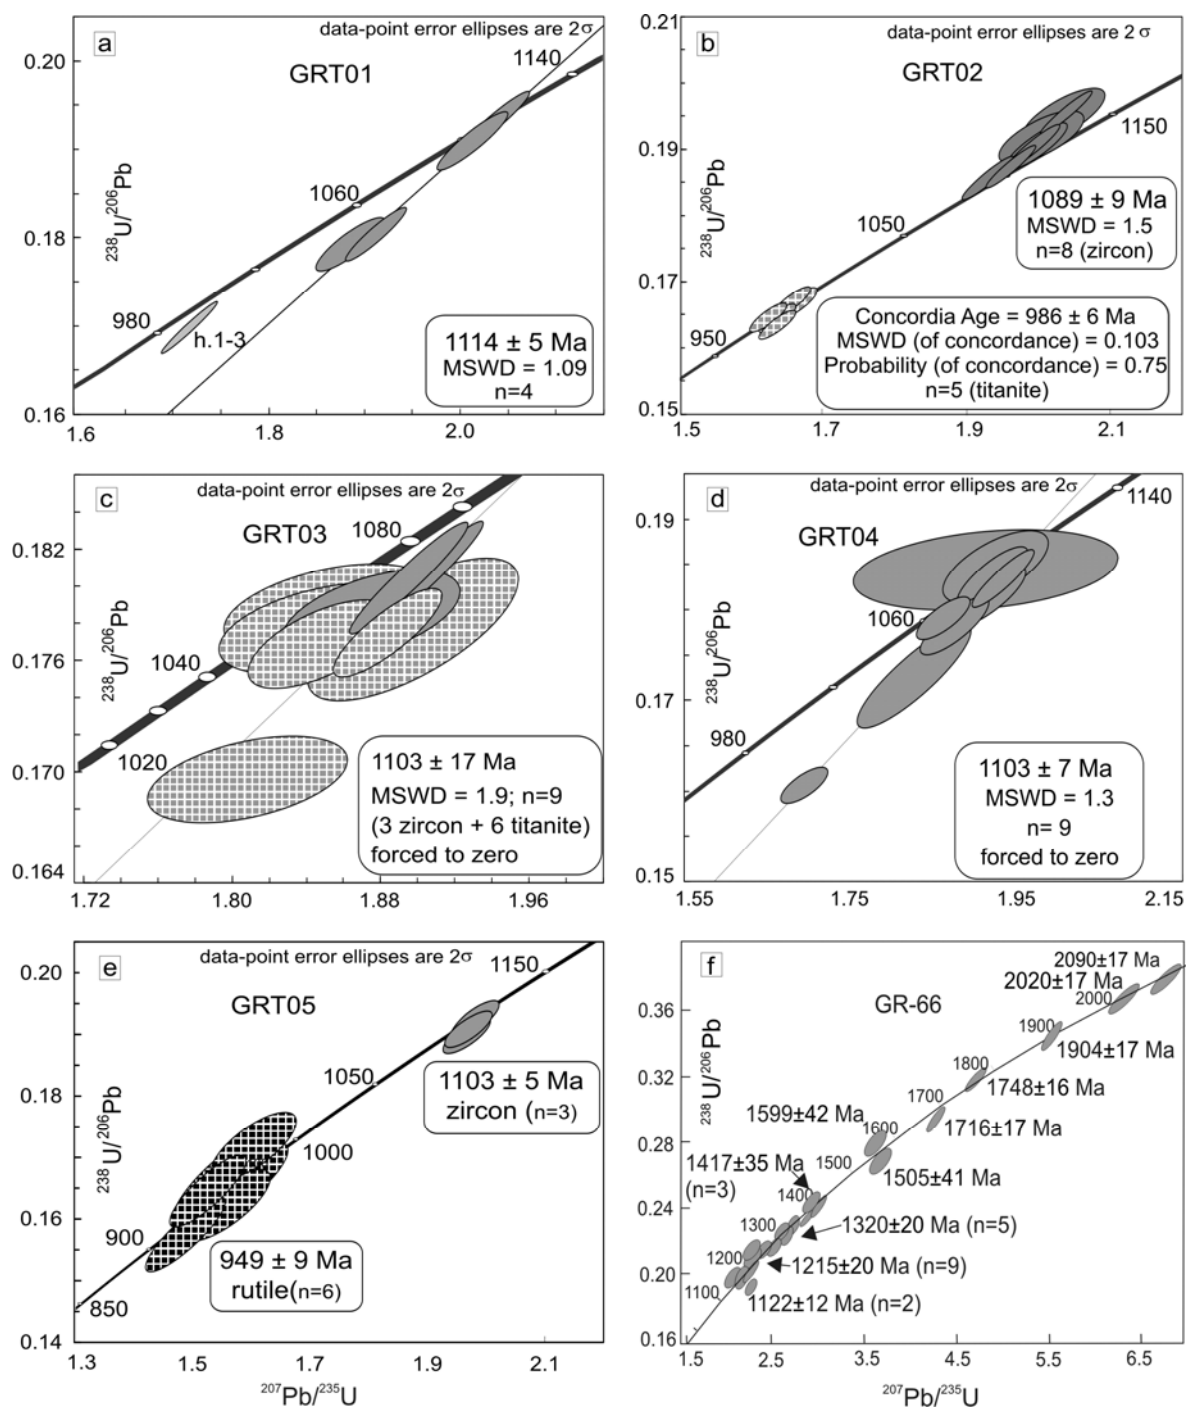 a
data-point error ellipses are 2σ
GRT01
0.20
0.18
0.16
238U/206Pb
1140
1060
980
h.1-3
1114 ± 5 Ma
MSWD = 1.09
n=4
1.6
1.8
2.0
b
data-point error ellipses are 2 σ
GRT02
0.21
0.19
0.17
0.15
238U/206Pb
1150
1050
950
1089 ± 9 Ma
MSWD = 1.5
n=8 (zircon)
Concordia Age = 986 ± 6 Ma
MSWD (of concordance) = 0.103
Probability (of concordance) = 0.75
n=5 (titanite)
1.5
1.7
1.9
2.1
c
data-point error ellipses are 2σ
GRT03
0.182
0.176
0.170
0.164
238U/206Pb
1080
1040
1020
1103 ± 17 Ma
MSWD = 1.9; n=9
(3 zircon + 6 titanite)
forced to zero
1.72
1.80
1.88
1.96
d
data-point error ellipses are 2σ
GRT04
0.19
0.17
0.15
238U/206Pb
1140
1060
980
1103 ± 7 Ma
MSWD = 1.3
n= 9
forced to zero
1.55
1.75
1.95
2.15
e
data-point error ellipses are 2σ
GRT05
0.20
0.18
0.16
0.14
238U/206Pb
1150
1050
1000
900
850
1103 ± 5 Ma
zircon (n=3)
949 ± 9 Ma
rutile(n=6)
1.3
1.5
1.7
1.9
2.1
207Pb/235U
f
GR-66
0.36
0.32
0.28
0.24
0.20
0.16
238U/206Pb
2090±17 Ma
2020±17 Ma
2000
1900
1904±17 Ma
1800
1748±16 Ma
1700
1716±17 Ma
1599±42 Ma
1600
1500
1505±41 Ma
1417±35 Ma
(n=3)
1400
1320±20 Ma (n=5)
1300
1215±20 Ma (n=9)
1200
1122±12 Ma (n=2)
1100
1.5
2.5
3.5
4.5
5.5
6.5
207Pb/235U